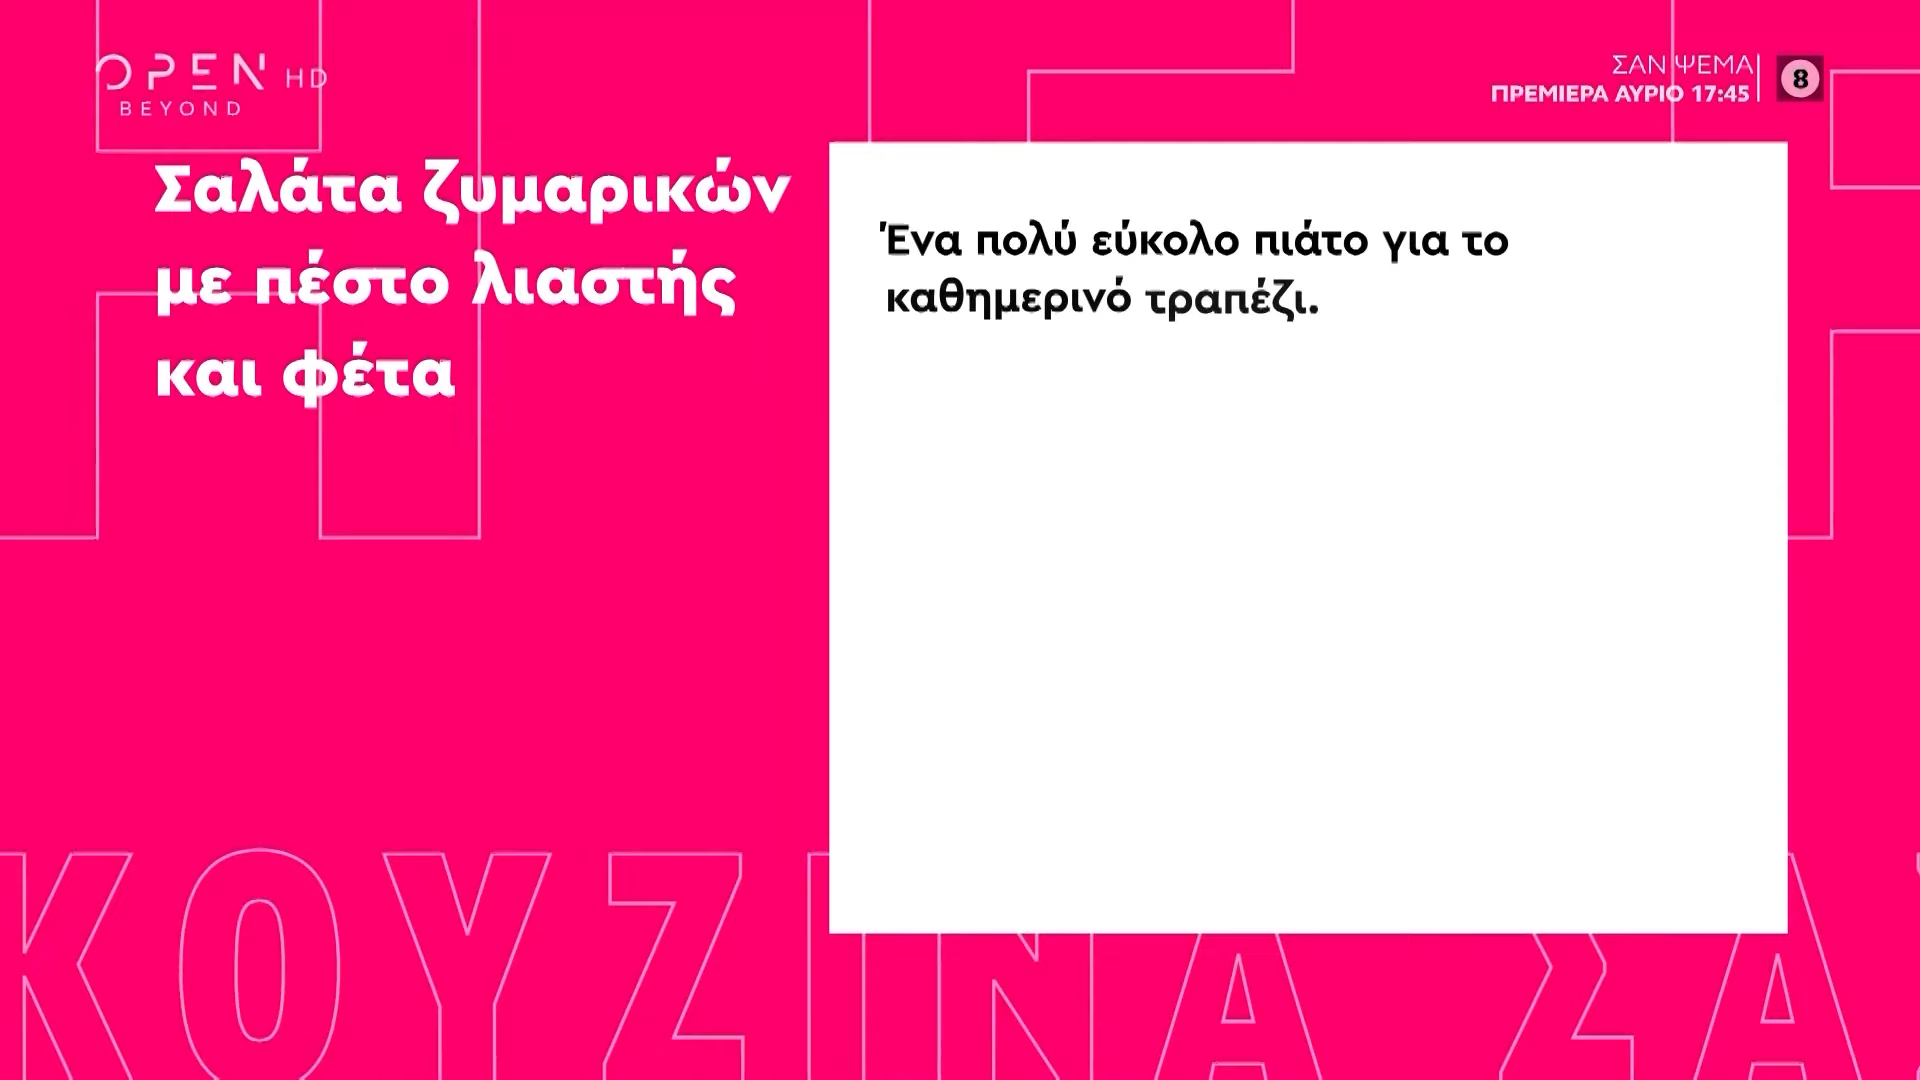 OPEN HD
BEYOND
ΣΑΝ ΨΕΜΑ
ΠΡΕΜΙΕΡΑ ΑΥΡΙΟ 17:45
8
Σαλάτα ζυμαρικών
με πέστο λιαστής
και φέτα
Ένα πολύ εύκολο πιάτο για το
καθημερινό τραπέζι.
ΚΟΥΖΙΝΑ ΣΑ